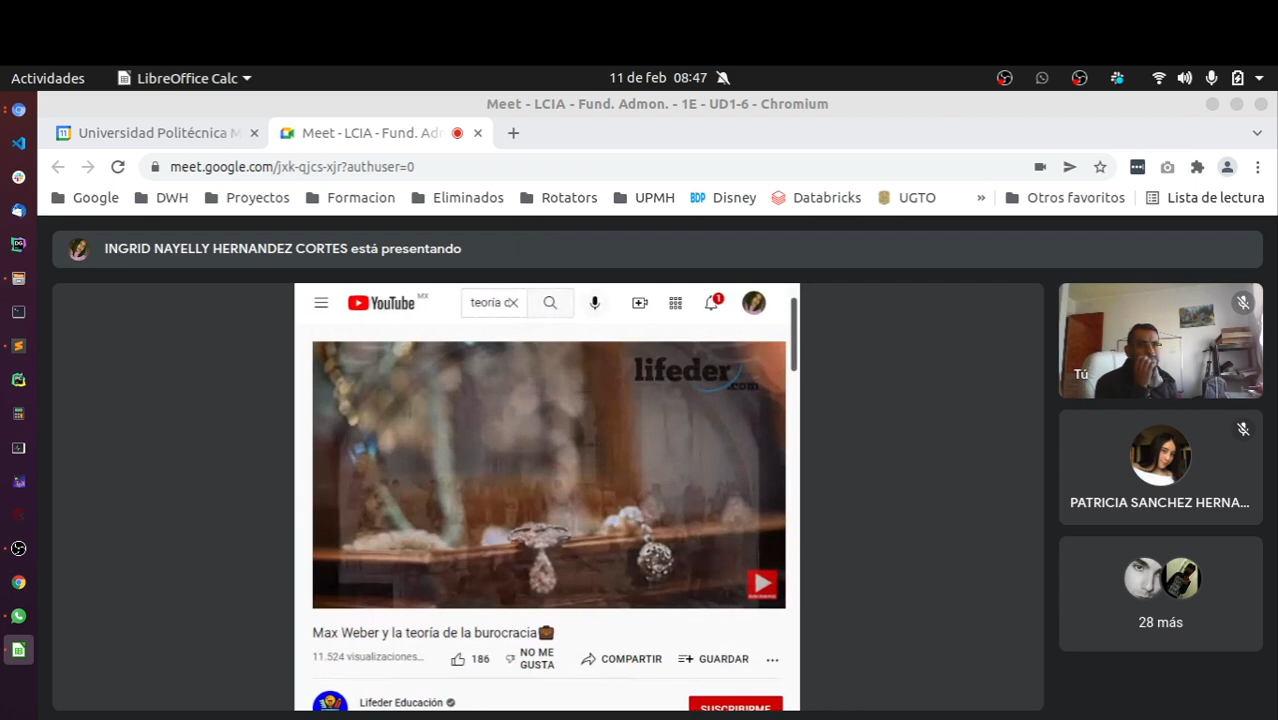 Actividades LibreOffice Calc 11 de feb 08:47
Meet - LCIA - Fund. Admon. - 1E - UD1-6 - Chromium
Universidad Politécnica M Meet - LCIA - Fund. Adm
meet.google.com/jxk-qjcs-xjr?authuser=0
Google DWH Proyectos Formacion Eliminados Rotators UPMH BDP Disney Databricks UGTO » Otros favoritos Lista de lectura
INGRID NAYELLY HERNANDEZ CORTES está presentando
YouTube MX teoría d 1
lifeder.com
Tú
PATRICIA SANCHEZ HERNA...
28 más
Max Weber y la teoría de la burocracia
11.524 visualizaciones... 186 NO ME GUSTA COMPARTIR GUARDAR ...
Lifeder Educación SUSCRIBIRME